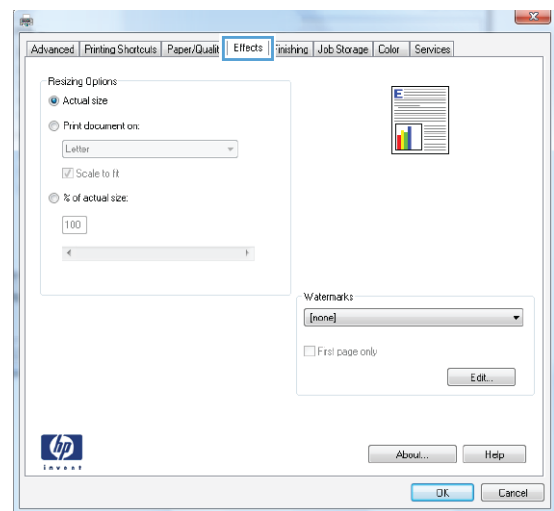 Advanced Printing Shortcuts Paper/Qualit Effects inishing Job Storage Color Services
Resizing Options
Actual size
Print document on:
Letter
Scale to fit
% of actual size:
100
E
Watermarks
[none]
First page only
Edit...
hp
invent
About... Help
OK Cancel